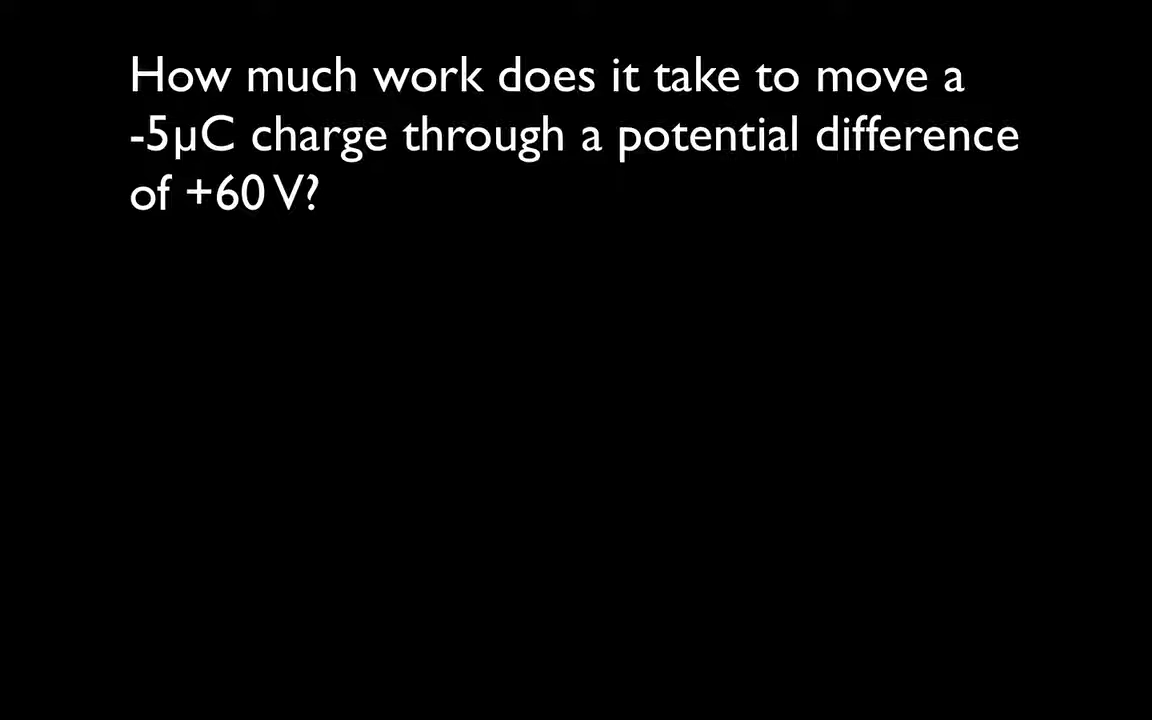 How much work does it take to move a
-5µC charge through a potential difference
of +60 V?